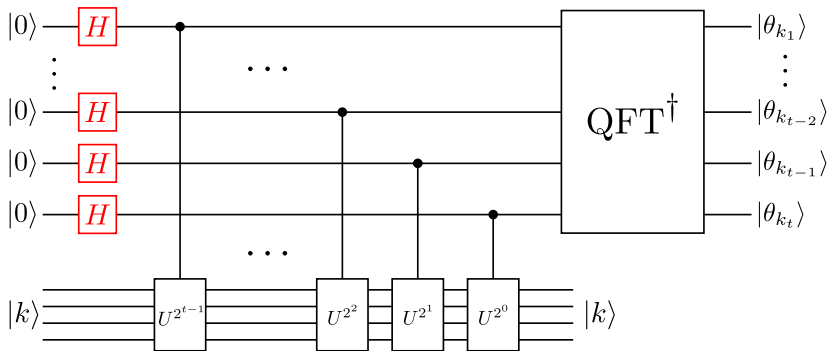 |0⟩ H |θ_{k_1}⟩
⋮ ⋯ ⋮
|0⟩ H QFT^† |θ_{k_{t-2}}⟩
|0⟩ H |θ_{k_{t-1}}⟩
|0⟩ H |θ_{k_t}⟩
⋯
|k⟩ U^{2^{t-1}} U^{2^2} U^{2^1} U^{2^0} |k⟩